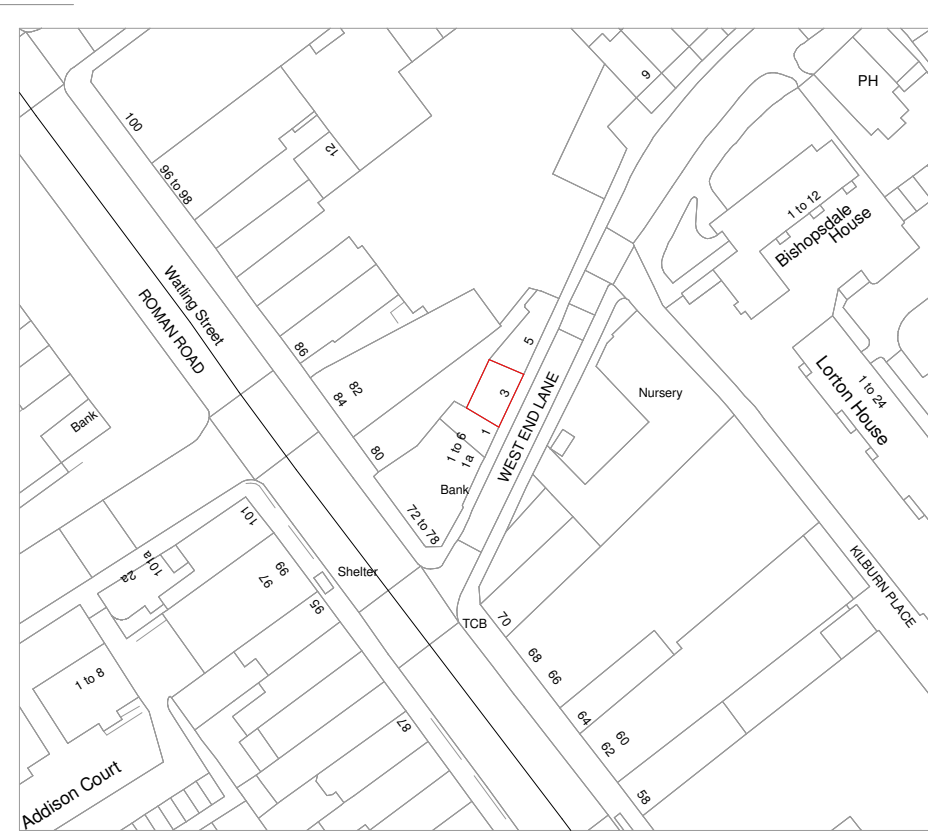 PH
9
100
12
96 to 98
1 to 12
Bishopsdale
House
Watling Street
ROMAN ROAD
5
86
82
84
3
WEST END LANE
Nursery
1 to 24
Lorton House
Bank
80
1
1 to 6
1a
Bank
72 to 78
101
101a
2a
99
97
Shelter
95
KILBURN PLACE
TCB
70
68
66
1 to 8
64
60
62
87
58
Addison Court